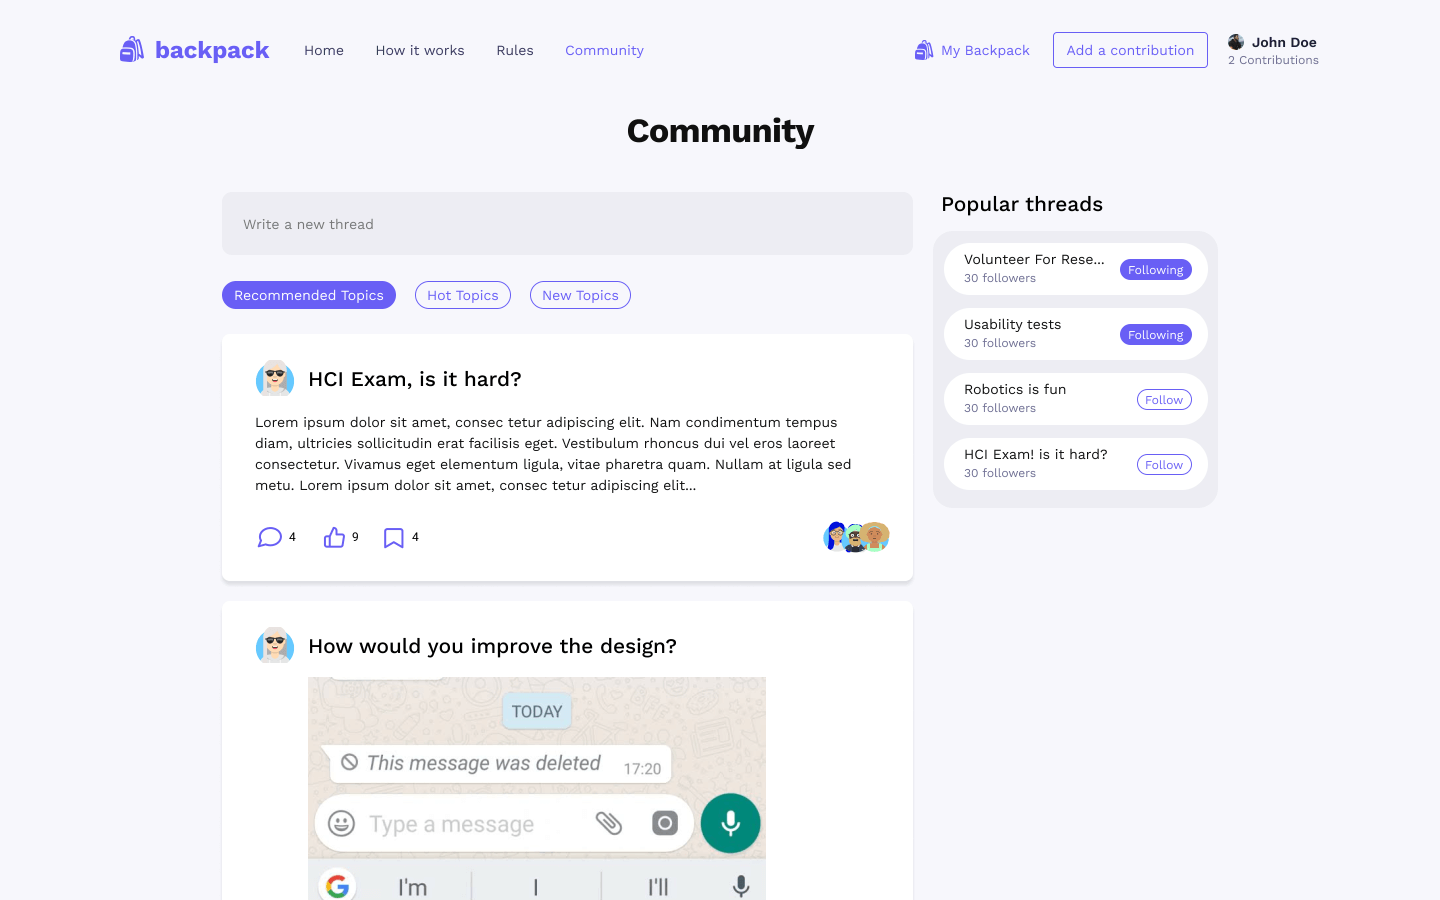 backpack
Home
How it works
Rules
Community
My Backpack
Add a contribution
John Doe
2 Contributions
Community
Write a new thread
Recommended Topics
Hot Topics
New Topics
HCI Exam, is it hard?
Lorem ipsum dolor sit amet, consec tetur adipiscing elit. Nam condimentum tempus
diam, ultricies sollicitudin erat facilisis eget. Vestibulum rhoncus dui vel eros laoreet
consectetur. Vivamus eget elementum ligula, vitae pharetra quam. Nullam at ligula sed
metu. Lorem ipsum dolor sit amet, consec tetur adipiscing elit...
4
9
4
How would you improve the design?
TODAY
This message was deleted
17:20
Type a message
G
I'm
I
I'll
Popular threads
Volunteer For Rese...
30 followers
Following
Usability tests
30 followers
Following
Robotics is fun
30 followers
Follow
HCI Exam! is it hard?
30 followers
Follow